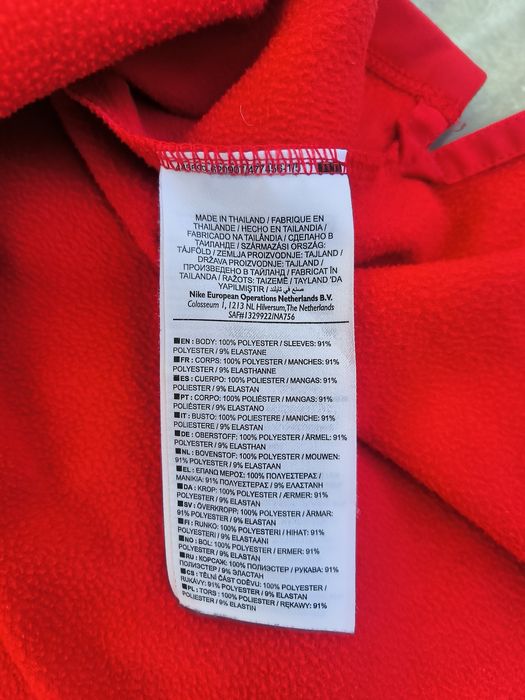 MADE IN THAILAND / FABRIQUE EN
THAILANDE / HECHO EN TAILANDIA /
FABRICADO NA TAILÂNDIA / СДЕЛАНО В
ТАИЛАНДЕ / SZÁRMAZÁSI ORSZÁG:
TÁJFÖLD / ZEMLJA PROIZVODNJE: TAJLAND /
DRŽAVA PROIZVODNJE: TAJLAND /
ПРОИЗВЕДЕНО В ТАЙЛАНД / FABRICAT ÎN
TAILANDA / RAŽOTS: TAIZEMĒ / TAYLAND 'DA
YAPILMIŞTIR / صنع في تايلند
Nike European Operations Netherlands B.V.
Colosseum 1, 1213 NL Hilversum,The Netherlands
SAF#1329922/NA756
EN : BODY: 100% POLYESTER / SLEEVES: 91%
POLYESTER / 9% ELASTANE
FR : CORPS: 100% POLYESTER / MANCHES: 91%
POLYESTER / 9% ELASTHANNE
ES : CUERPO: 100% POLIESTER / MANGAS: 91%
POLIESTER / 9% ELASTAN
PT : CORPO: 100% POLIÉSTER / MANGAS: 91%
POLIÉSTER / 9% ELASTANO
IT : BUSTO: 100% POLIESTERE / MANICHE: 91%
POLIESTERE / 9% ELASTAN
DE : OBERSTOFF: 100% POLYESTER / ÄRMEL: 91%
POLYESTER / 9% ELASTHAN
NL : BOVENSTOF: 100% POLYESTER / MOUWEN:
91% POLYESTER / 9% ELASTAAN
EL : ΕΠΑΝΩ ΜΕΡΟΣ: 100% ΠΟΛΥΕΣΤΕΡΑΣ /
ΜΑΝΙΚΙΑ: 91% ΠΟΛΥΕΣΤΕΡΑΣ / 9% ΕΛΑΣΤΑΝΗ
DA : KROP: 100% POLYESTER / ÆRMER: 91%
POLYESTER / 9% ELASTAN
SV : ÖVERKROPP: 100% POLYESTER / ÄRMAR:
91% POLYESTER / 9% ELASTAN
FI : RUNKO: 100% POLYESTERI / HIHAT: 91%
POLYESTERI / 9% ELASTAANI
NO : BOL: 100% POLYESTER / ERMER: 91%
POLYESTER / 9% ELASTAN
RU : КОРСАЖ: 100% ПОЛИЭСТЕР / РУКАВА: 91%
ПОЛИЭСТЕР / 9% ЭЛАСТАН
CS : TĚLNÍ ČÁST ODĚVU: 100% POLYESTER /
RUKÁVY: 91% POLYESTER / 9% ELASTAN
PL : TORS : 100% POLYESTER / RĘKAWY: 91%
POLYESTER / 9% ELASTIN